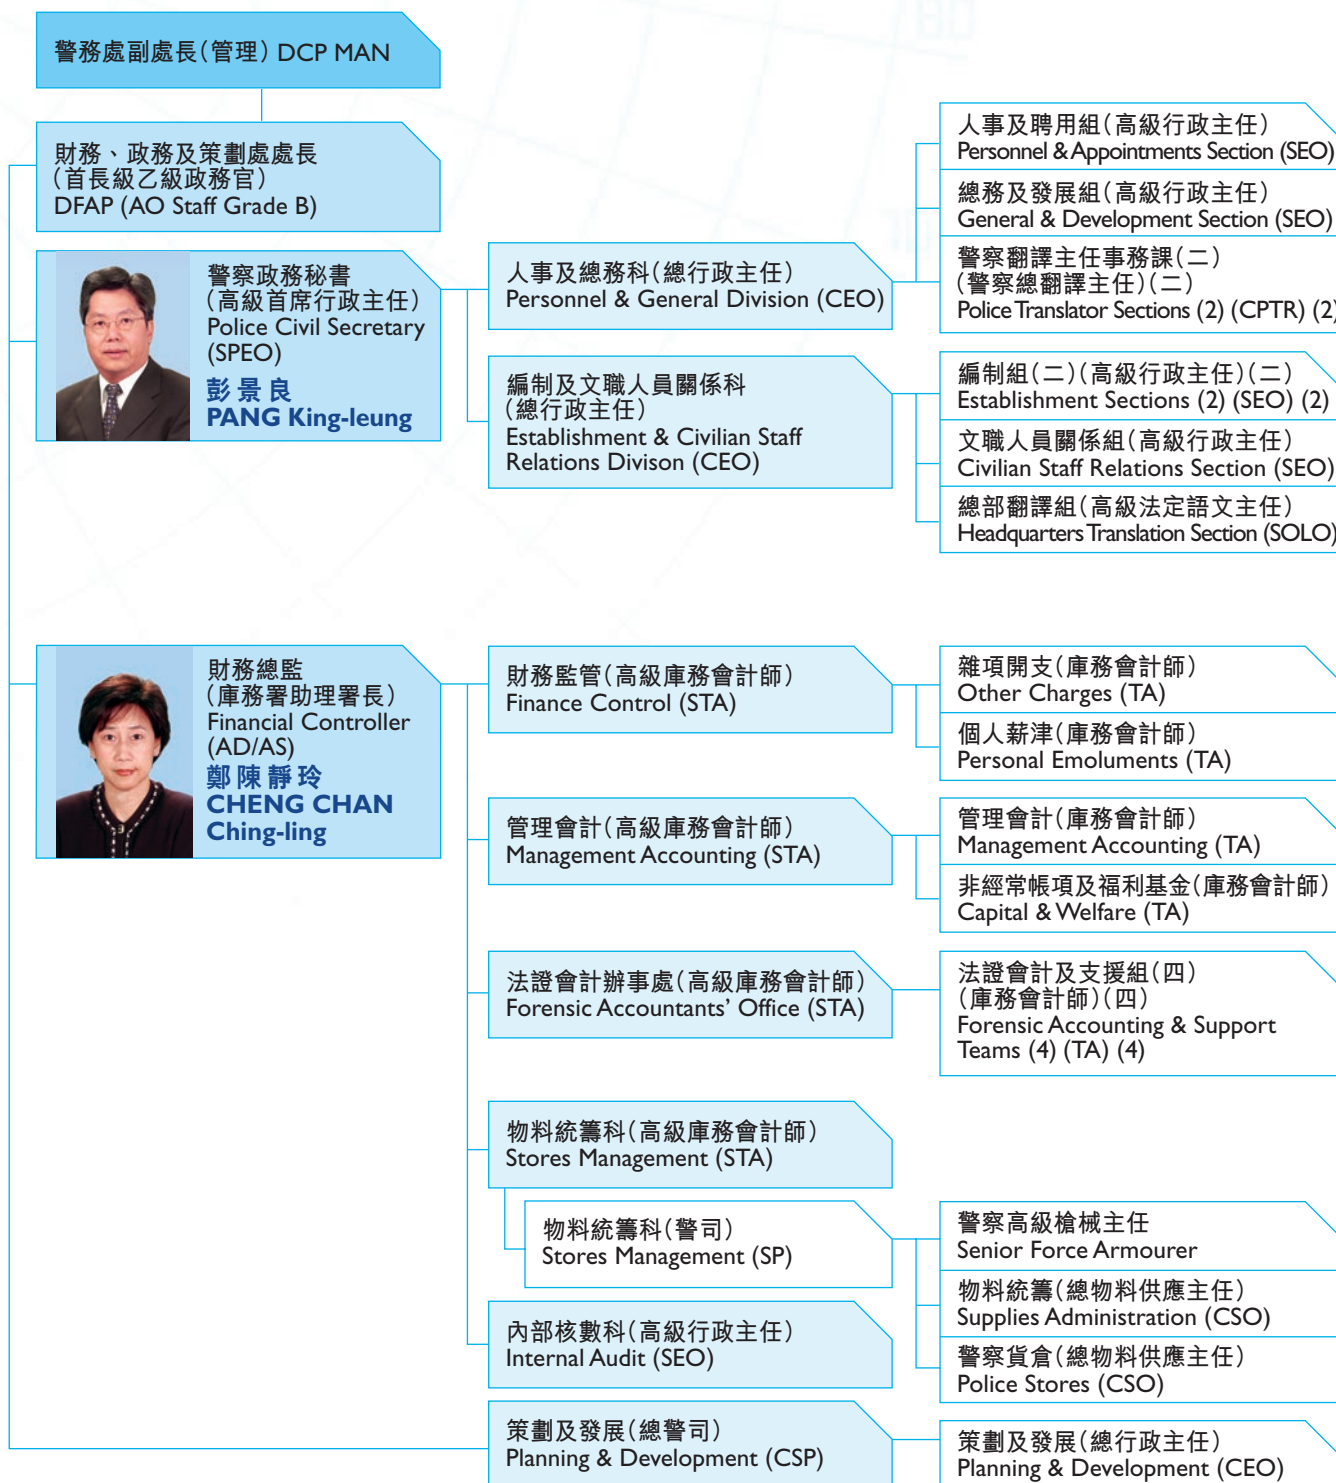 警務處副處長(管理) DCP MAN
財務、政務及策劃處處長
(首長級乙級政務官)
DFAP (AO Staff Grade B)
警察政務秘書
(高級首席行政主任)
Police Civil Secretary
(SPEO)
彭景良
PANG King-leung
人事及總務科(總行政主任)
Personnel & General Division (CEO)
人事及聘用組(高級行政主任)
Personnel & Appointments Section (SEO)
總務及發展組(高級行政主任)
General & Development Section (SEO)
警察翻譯主任事務課(二)
(警察總翻譯主任)(二)
Police Translator Sections (2) (CPTR) (2)
編制及文職人員關係科
(總行政主任)
Establishment & Civilian Staff
Relations Divison (CEO)
編制組(二)(高級行政主任)(二)
Establishment Sections (2) (SEO) (2)
文職人員關係組(高級行政主任)
Civilian Staff Relations Section (SEO)
總部翻譯組(高級法定語文主任)
Headquarters Translation Section (SOLO)
財務總監
(庫務署助理署長)
Financial Controller
(AD/AS)
鄭陳靜玲
CHENG CHAN
Ching-ling
財務監管(高級庫務會計師)
Finance Control (STA)
雜項開支(庫務會計師)
Other Charges (TA)
個人薪津(庫務會計師)
Personal Emoluments (TA)
管理會計(高級庫務會計師)
Management Accounting (STA)
管理會計(庫務會計師)
Management Accounting (TA)
非經常帳項及福利基金(庫務會計師)
Capital & Welfare (TA)
法證會計辦事處(高級庫務會計師)
Forensic Accountants’ Office (STA)
法證會計及支援組(四)
(庫務會計師)(四)
Forensic Accounting & Support
Teams (4) (TA) (4)
物料統籌科(高級庫務會計師)
Stores Management (STA)
物料統籌科(警司)
Stores Management (SP)
警察高級槍械主任
Senior Force Armourer
物料統籌(總物料供應主任)
Supplies Administration (CSO)
警察貨倉(總物料供應主任)
Police Stores (CSO)
內部核數科(高級行政主任)
Internal Audit (SEO)
策劃及發展(總警司)
Planning & Development (CSP)
策劃及發展(總行政主任)
Planning & Development (CEO)